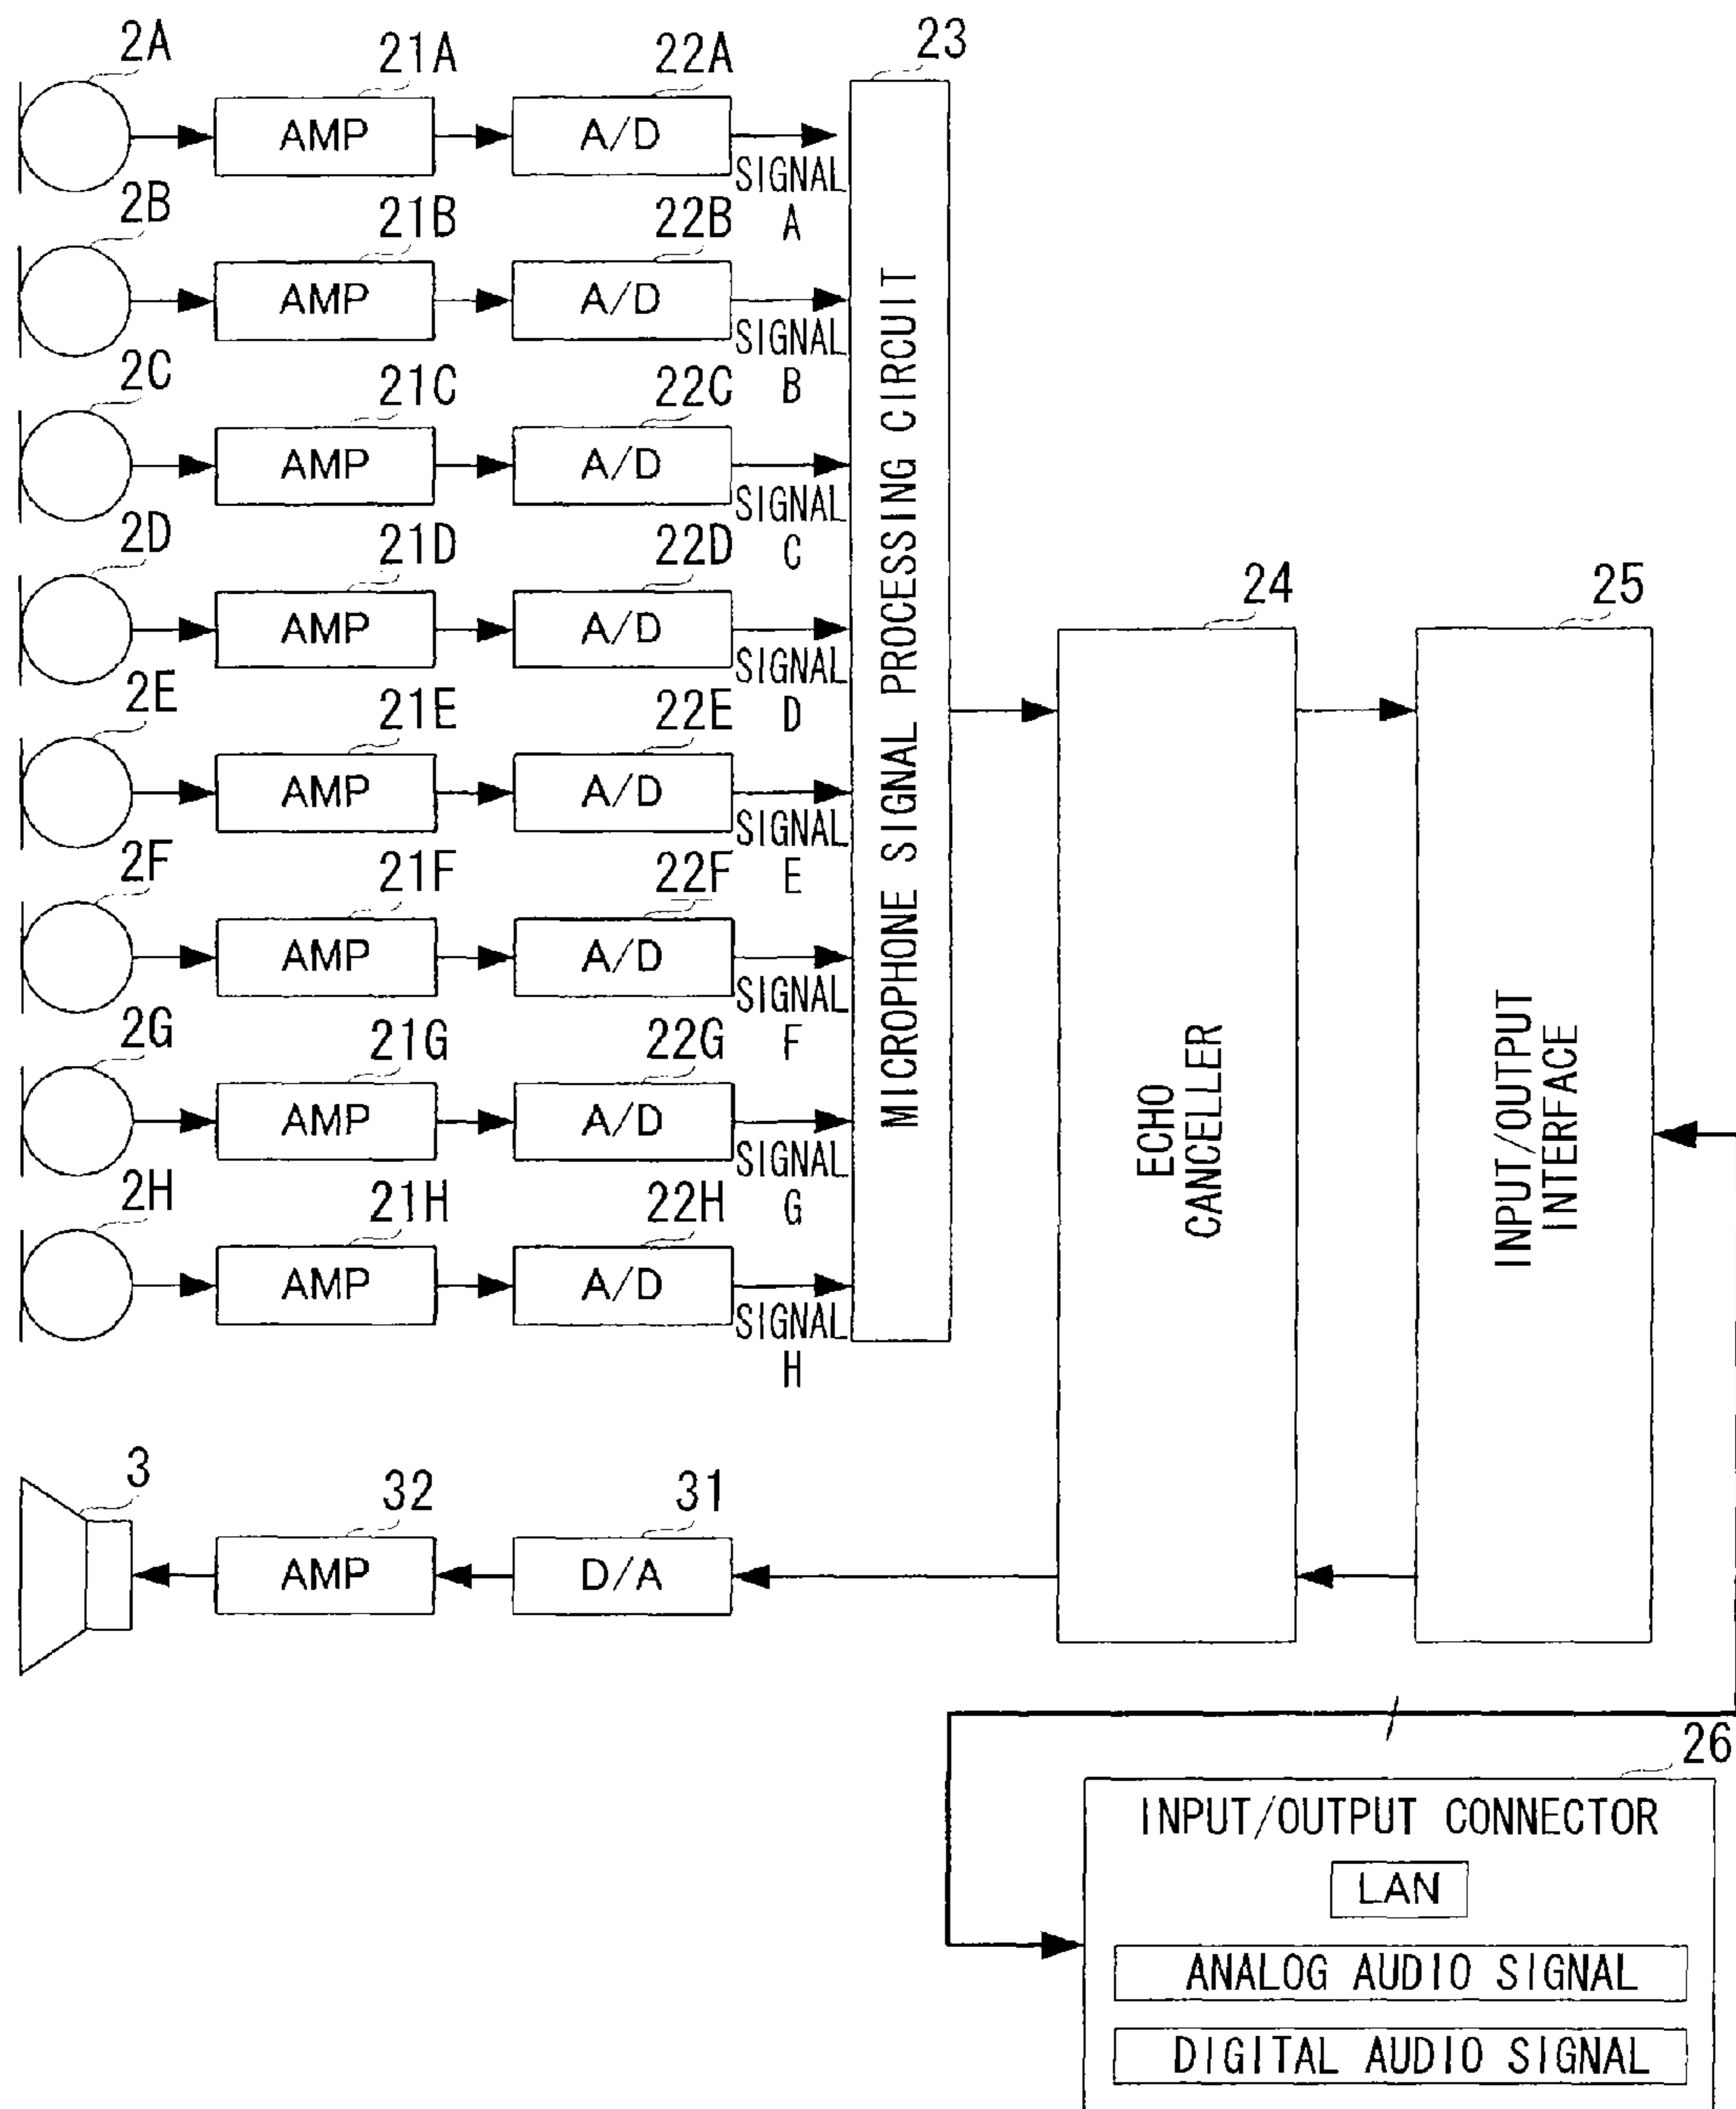 2A 21A 22A 23
AMP A/D
SIGNAL
A
2B 21B 22B
AMP A/D
SIGNAL
B
2C 21C 22C
AMP A/D
SIGNAL
C
2D 21D 22D
AMP A/D
SIGNAL
D
2E 21E 22E
AMP A/D
SIGNAL
E
2F 21F 22F
AMP A/D
SIGNAL
F
2G 21G 22G
AMP A/D
SIGNAL
G
2H 21H 22H
AMP A/D
SIGNAL
H
MICROPHONE SIGNAL PROCESSING CIRCUIT
24
ECHO
CANCELLER
25
INPUT/OUTPUT
INTERFACE
3 32 31
AMP D/A
26
INPUT/OUTPUT CONNECTOR
LAN
ANALOG AUDIO SIGNAL
DIGITAL AUDIO SIGNAL